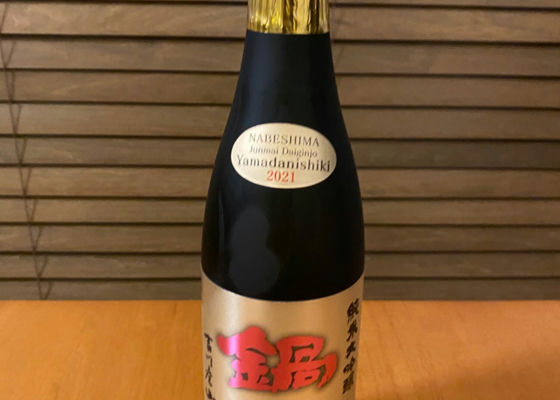 NABESHIMA
Junmai Daiginjo
Yamadanishiki
2021
純米大吟醸
鍋